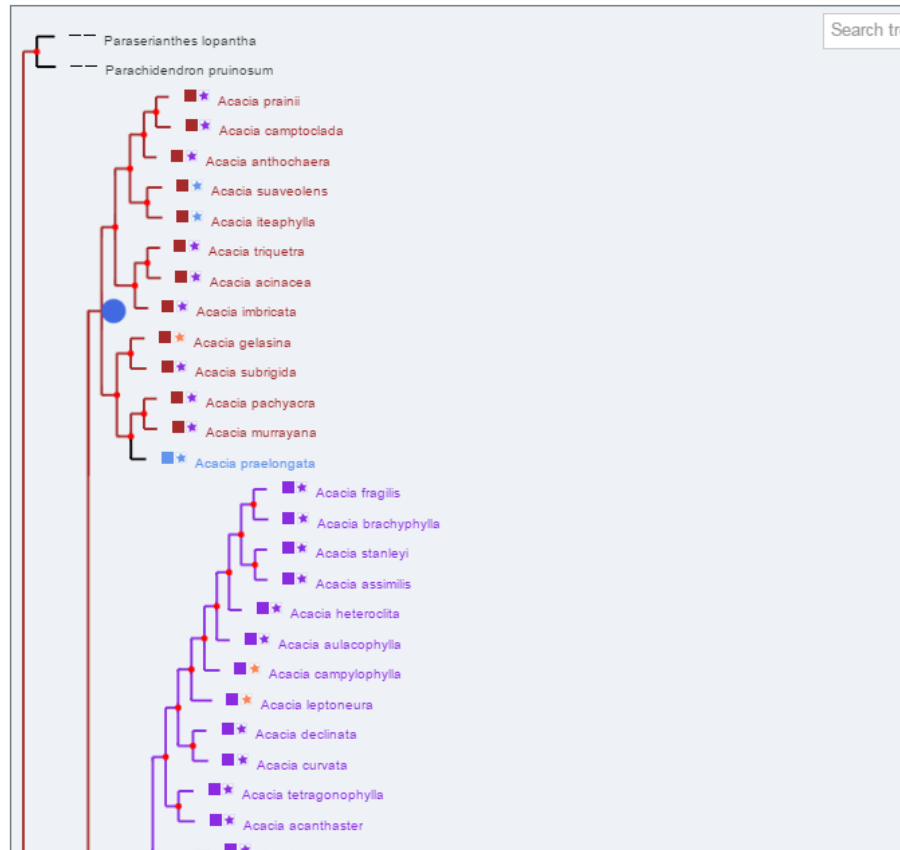 Search tr
Paraserianthes lopantha
Parachidendron pruinosum
Acacia prainii
Acacia camptoclada
Acacia anthochaera
Acacia suaveolens
Acacia iteaphylla
Acacia triquetra
Acacia acinacea
Acacia imbricata
Acacia gelasina
Acacia subrigida
Acacia pachyacra
Acacia murrayana
Acacia praelongata
Acacia fragilis
Acacia brachyphylla
Acacia stanleyi
Acacia assimilis
Acacia heteroclita
Acacia aulacophylla
Acacia campylophylla
Acacia leptoneura
Acacia declinata
Acacia curvata
Acacia tetragonophylla
Acacia acanthaster